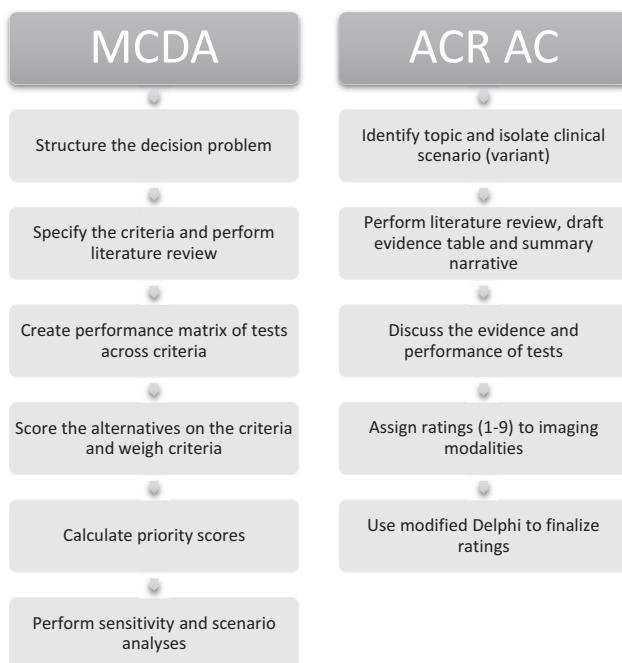 MCDA
Structure the decision problem
Specify the criteria and perform
literature review
Create performance matrix of tests
across criteria
Score the alternatives on the criteria
and weigh criteria
Calculate priority scores
Perform sensitivity and scenario
analyses
ACR AC
Identify topic and isolate clinical
scenario (variant)
Perform literature review, draft
evidence table and summary
narrative
Discuss the evidence and
performance of tests
Assign ratings (1-9) to imaging
modalities
Use modified Delphi to finalize
ratings